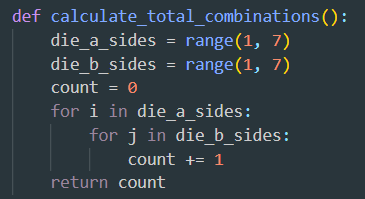 def calculate_total_combinations():
    die_a_sides = range(1, 7)
    die_b_sides = range(1, 7)
    count = 0
    for i in die_a_sides:
        for j in die_b_sides:
            count += 1
    return count